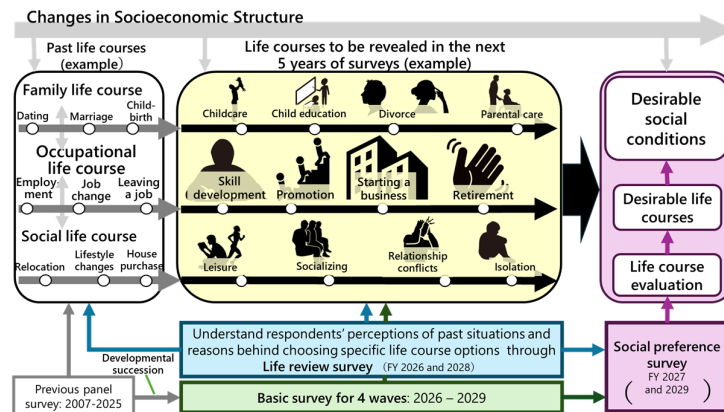 Changes in Socioeconomic Structure
Past life courses
(example)
Life courses to be revealed in the next
5 years of surveys (example)
Family life course
Dating
Marriage
Child-
birth
Occupational
life course
Employ-
ment
Job
change
Leaving
a job
Social life course
Relocation
Lifestyle
changes
House
purchase
Childcare
Child education
Divorce
Parental care
Skill
development
Promotion
Starting a
business
Retirement
Leisure
Socializing
Relationship
conflicts
Isolation
Desirable
social
conditions
Desirable life
courses
Life course
evaluation
Understand respondents’ perceptions of past situations and
reasons behind choosing specific life course options through
Life review survey (FY 2026 and 2028)
Social preference
survey
(FY 2027
and 2029)
Developmental
succession
Previous panel
survey: 2007-2025
Basic survey for 4 waves: 2026 – 2029